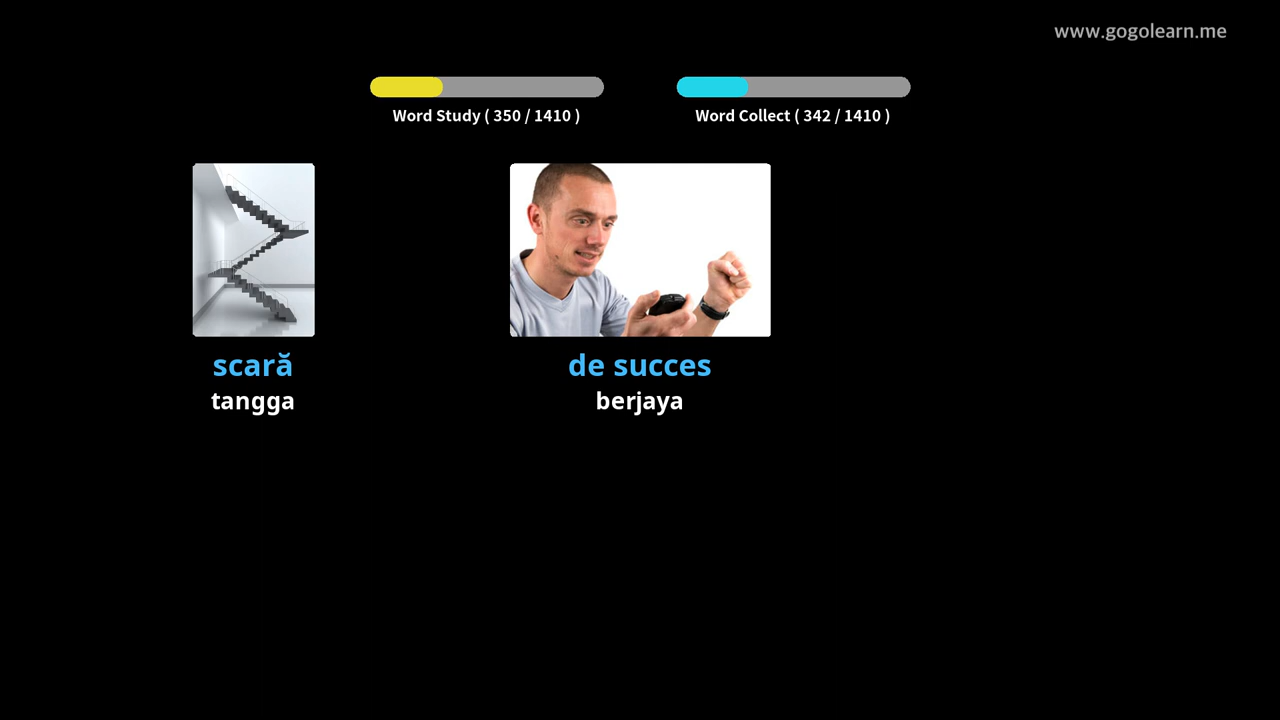 www.gogolearn.me
Word Study ( 350 / 1410 )
Word Collect ( 342 / 1410 )
scară
tangga
de succes
berjaya